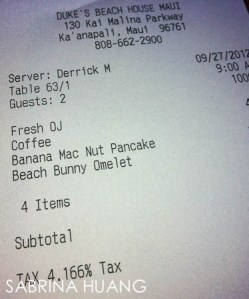 DUKE'S BEACH HOUSE MAUI
130 Kai Malina Parkway
Ka'anapali, Maui 96761
808-662-2900
Server: Derrick M
09/27/2012
Table 63/1
9:00 A
Guests: 2
100
Fresh OJ
Coffee
Banana Mac Nut Pancake
Beach Bunny Omelet
4 Items
Subtotal
TAX 4.166% Tax
SABRINA HUANG